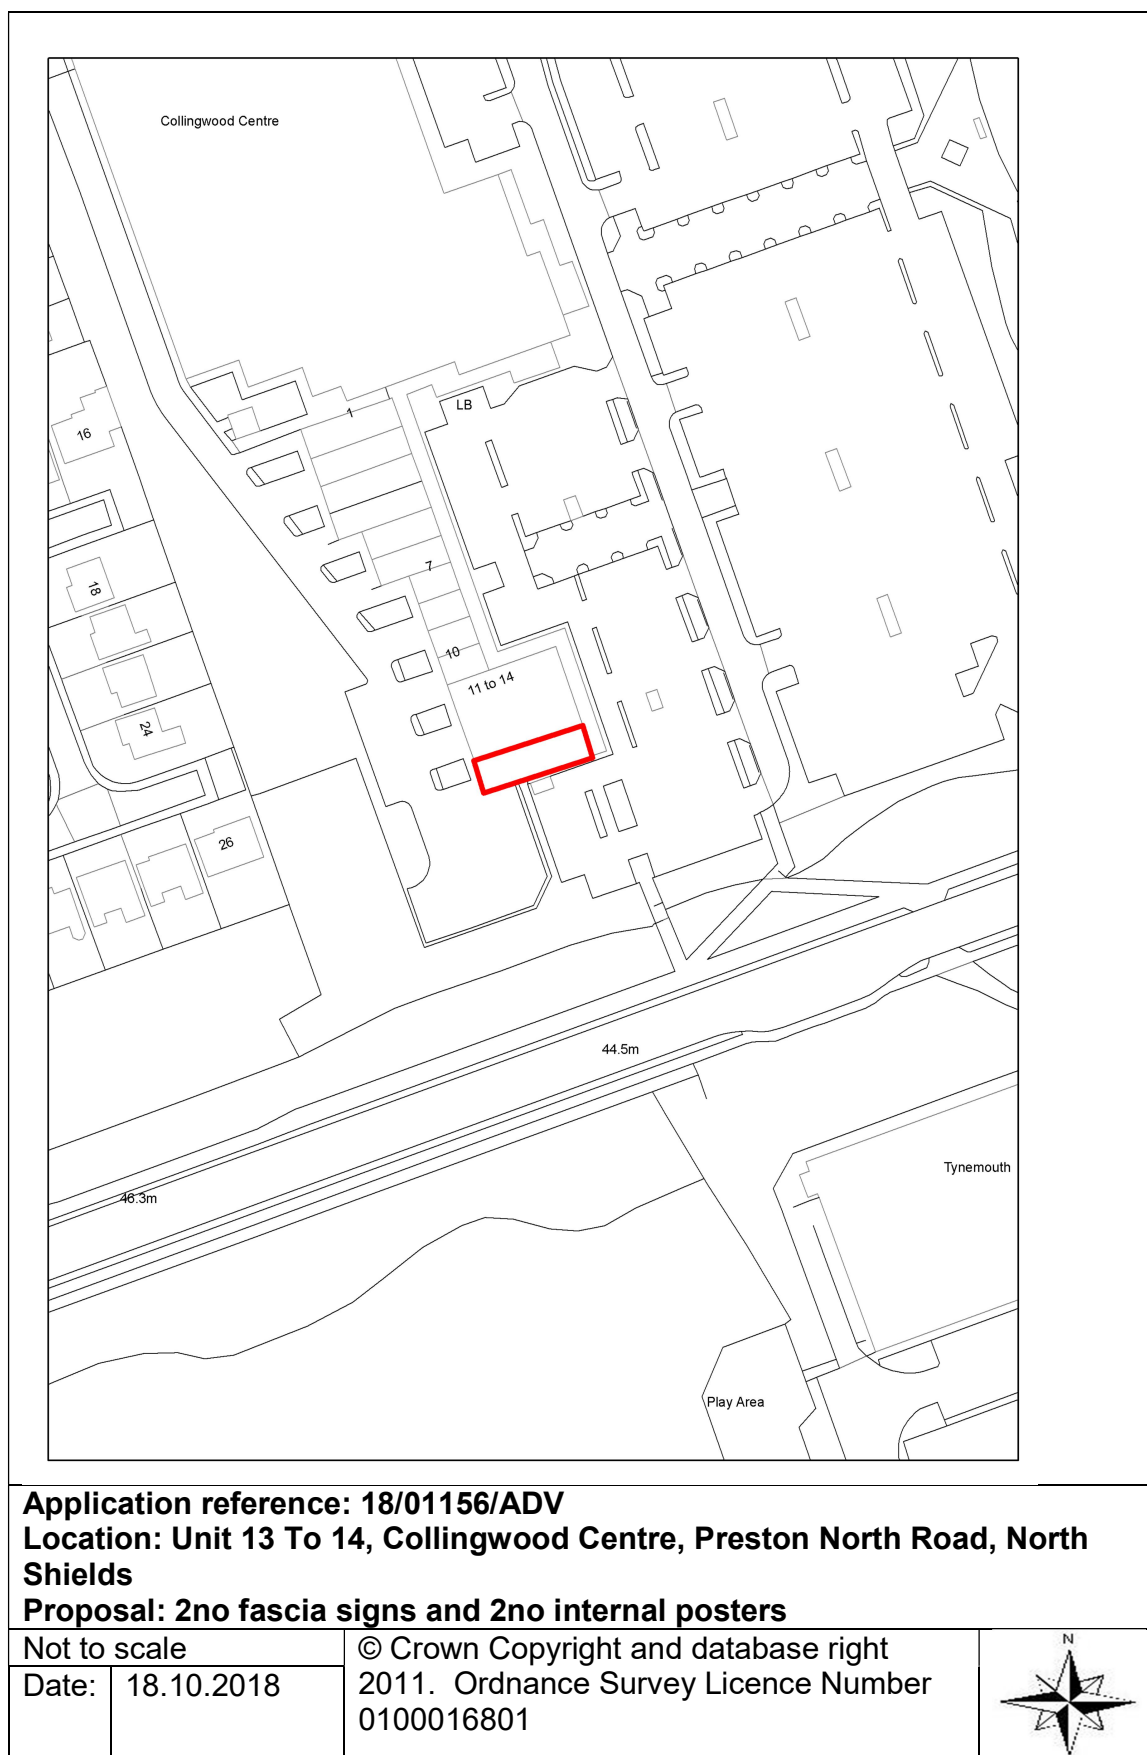 Collingwood Centre
LB
1
16
7
18
10
11 to 14
24
26
44.5m
Tynemouth
46.3m
Play Area
Application reference: 18/01156/ADV
Location: Unit 13 To 14, Collingwood Centre, Preston North Road, North
Shields
Proposal: 2no fascia signs and 2no internal posters
Not to scale
Date: 18.10.2018
© Crown Copyright and database right
2011. Ordnance Survey Licence Number
0100016801
N